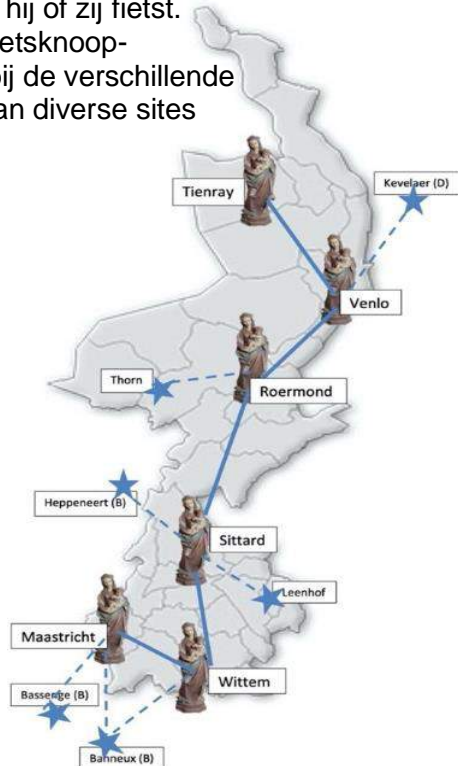 hij of zij fietst.
etsknoop-
bij de verschillende
an diverse sites
Tienray
Kevelaer (D)
Venlo
Thorn
Roermond
Heppeneert (B)
Sittard
Leenhof
Maastricht
Wittem
Bassenge (B)
Banneux (B)